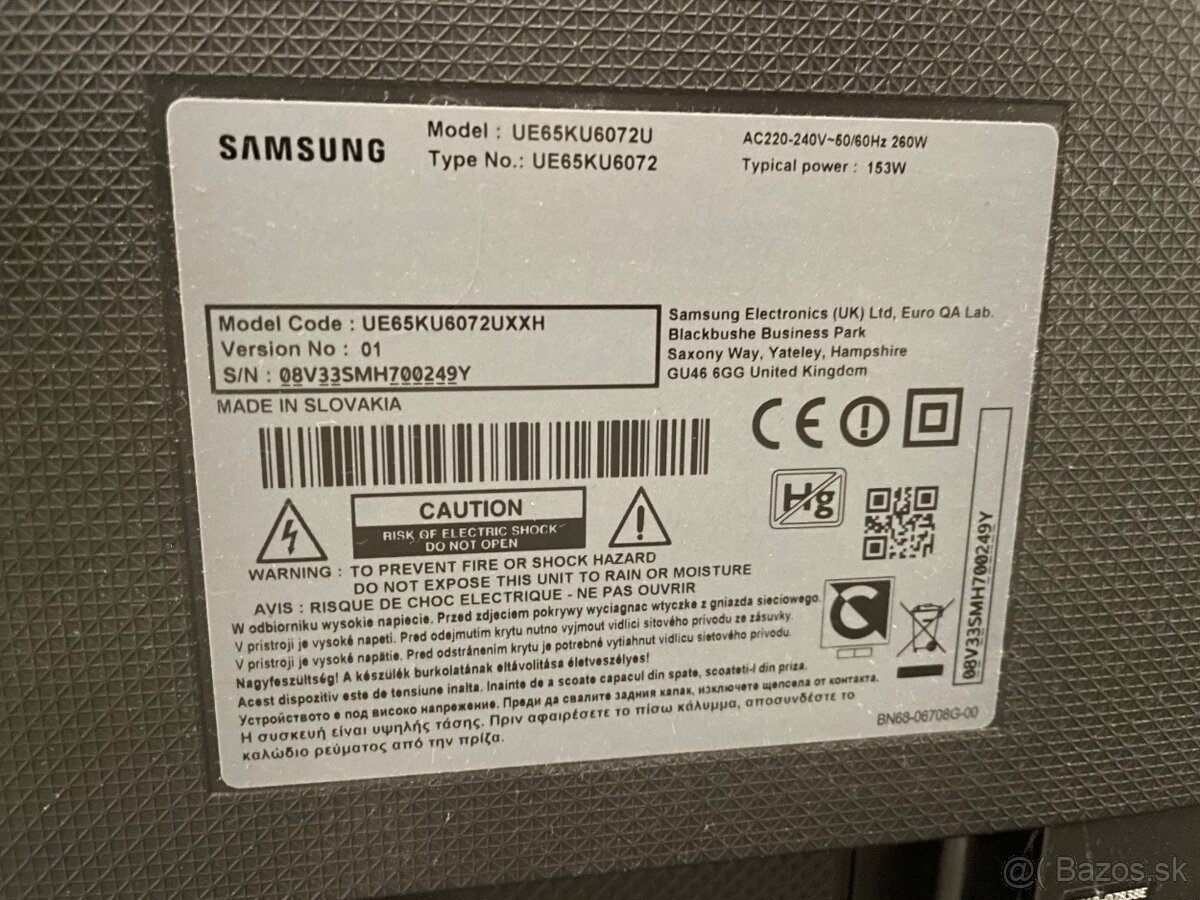 SAMSUNG
Model : UE65KU6072U
Type No.: UE65KU6072
AC220-240V~50/60Hz 260W
Typical power : 153W
Model Code : UE65KU6072UXXH
Version No : 01
S/N : 08V33SMH700249Y
MADE IN SLOVAKIA
Samsung Electronics (UK) Ltd, Euro QA Lab.
Blackbushe Business Park
Saxony Way, Yateley, Hampshire
GU46 6GG United Kingdom
CE
Hg
CAUTION
RISK OF ELECTRIC SHOCK
DO NOT OPEN
WARNING : TO PREVENT FIRE OR SHOCK HAZARD
DO NOT EXPOSE THIS UNIT TO RAIN OR MOISTURE
AVIS : RISQUE DE CHOC ELECTRIQUE - NE PAS OUVRIR
W odbiorniku wysokie napiecie. Przed zdjeciem pokrywy wyciagnac wtyczke z gniazda sieciowego.
V pristroji je vysoké napeti. Pred odejmutím krytu nutno vyjmout vidlici sitového prívodu ze zásuvky.
V pristroji je vysoké napätie. Pred odstránením krytu je potrebné vytiahnut vidlicu sietového prívodu.
Nagyfeszültség! A készülék burkolatának eltávolítása életveszélyes!
Acest dispozitiv este de tensiune inalta. Inainte de a scoate capacul din spate, scoateti-l din priza.
Устройството е под високо напрежение. Преди да свалите задния капак, изключете щепсела от контакта.
Η συσκευή είναι υψηλής τάσης. Πριν αφαιρέσετε το πίσω κάλυμμα, αποσυνδέστε το
καλώδιο ρεύματος από την πρίζα.
08V33SMH700249Y
BN68-06708G-00
@( Bazos.sk